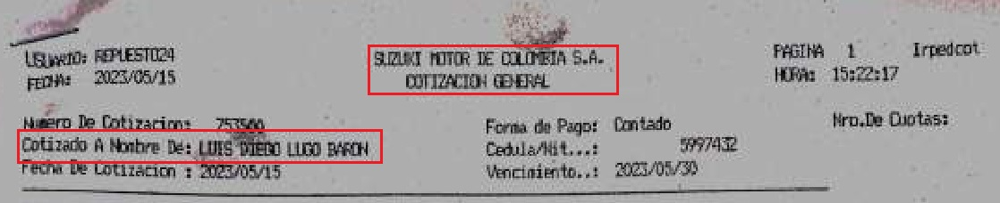 USUARIO: REPUESTO24 SUZUKI MOTOR DE COLOMBIA S.A. PAGINA 1 Irpedcot
FECHA: 2023/05/15 COTIZACION GENERAL HORA: 15:22:17
Numero De Cotizacion: Forma de Pago: Contado Nro.De Cuotas:
Cotizado A Nombre De: LUIS DIEGO LUGO BARON Cedula/Nit...: 5997432
Fecha De Cotizacion : 2023/05/15 Vencimiento..: 2023/05/30